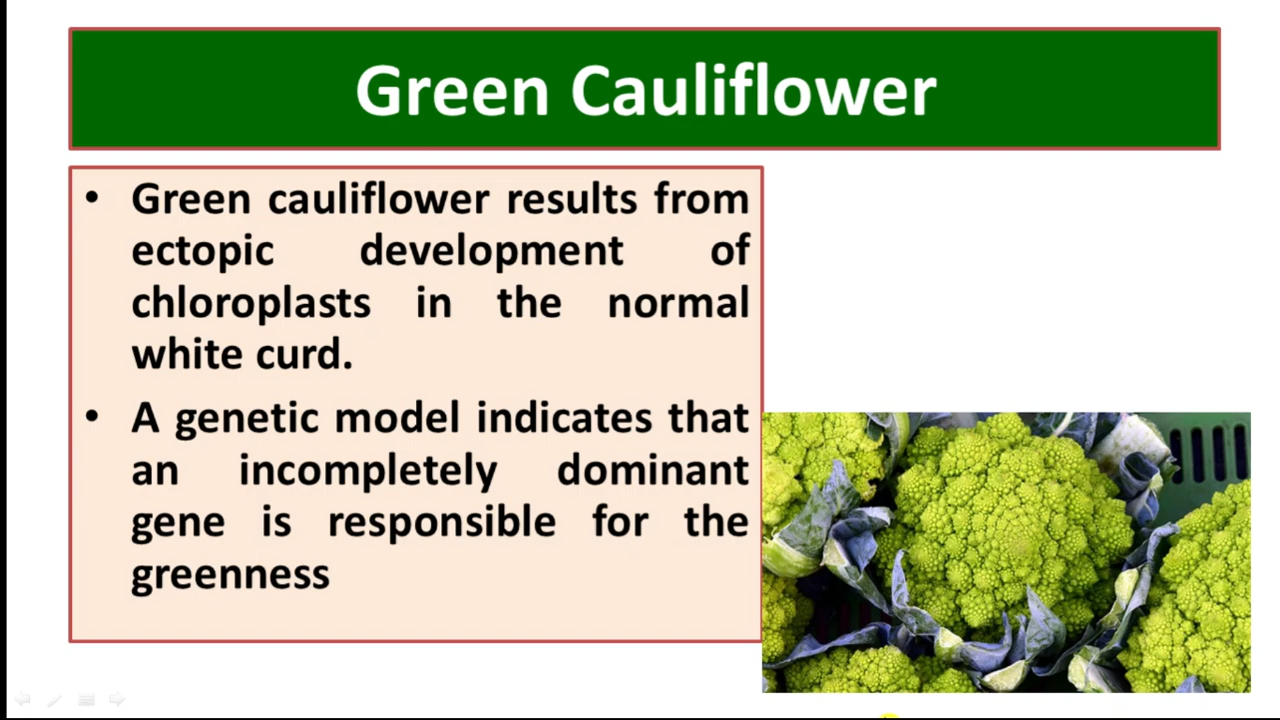 Green Cauliflower
• Green cauliflower results from
ectopic development of
chloroplasts in the normal
white curd.
• A genetic model indicates that
an incompletely dominant
gene is responsible for the
greenness